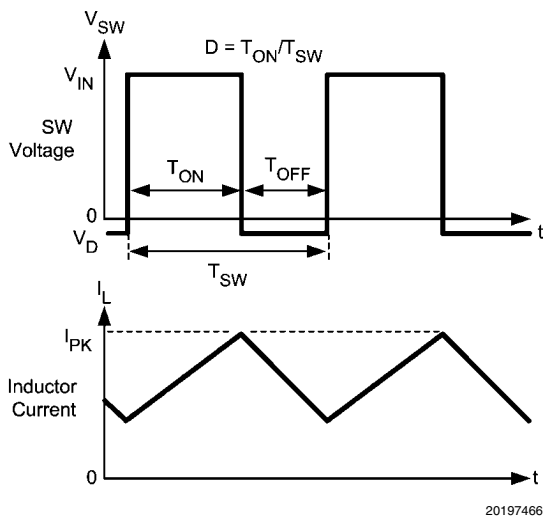 V_SW
D = T_ON/T_SW
V_IN
SW
Voltage
T_ON
T_OFF
0
t
V_D
T_SW
I_L
I_PK
Inductor
Current
0
t
20197466